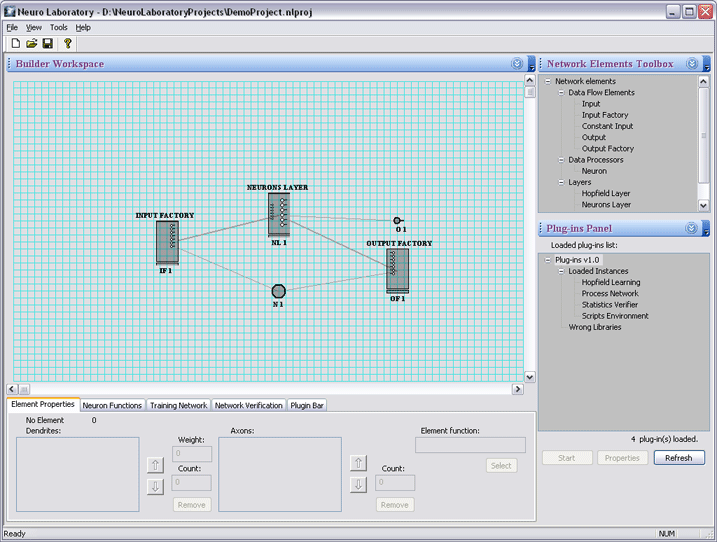 Neuro Laboratory - D:\NeuroLaboratoryProjects\DemoProject.nlproj
File View Tools Help
Builder Workspace
NEURONS LAYER
INPUT FACTORY
O 1
NL 1
OUTPUT FACTORY
IF 1
N 1
OF 1
Network Elements Toolbox
Network elements
Data Flow Elements
Input
Input Factory
Constant Input
Output
Output Factory
Data Processors
Neuron
Layers
Hopfield Layer
Neurons Layer
Plug-ins Panel
Loaded plug-ins list:
Plug-ins v1.0
Loaded Instances
Hopfield Learning
Process Network
Statistics Verifier
Scripts Environment
Wrong Libraries
4 plug-in(s) loaded.
Start Properties Refresh
Element Properties Neuron Functions Training Network Network Verification Plugin Bar
No Element 0
Dendrites:
Weight:
0
Count:
0
Remove
Axons:
Count:
0
Remove
Element function:
Select
Ready NUM